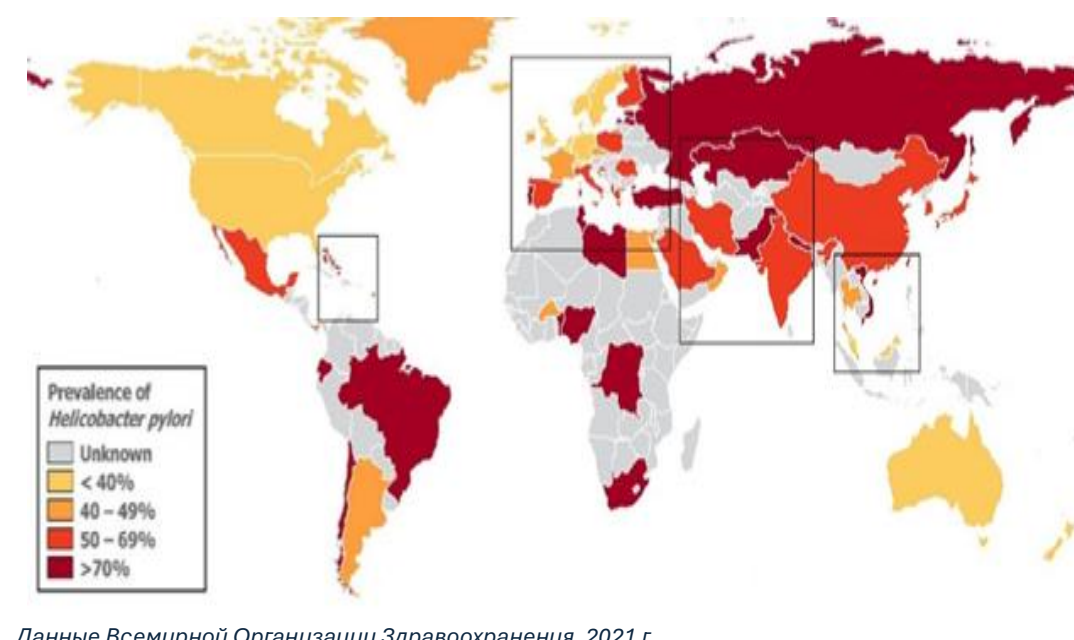 Prevalence of
Helicobacter pylori
Unknown
< 40%
40 – 49%
50 – 69%
>70%
Данные Всемирной Организации Здравоохранения, 2021 г.